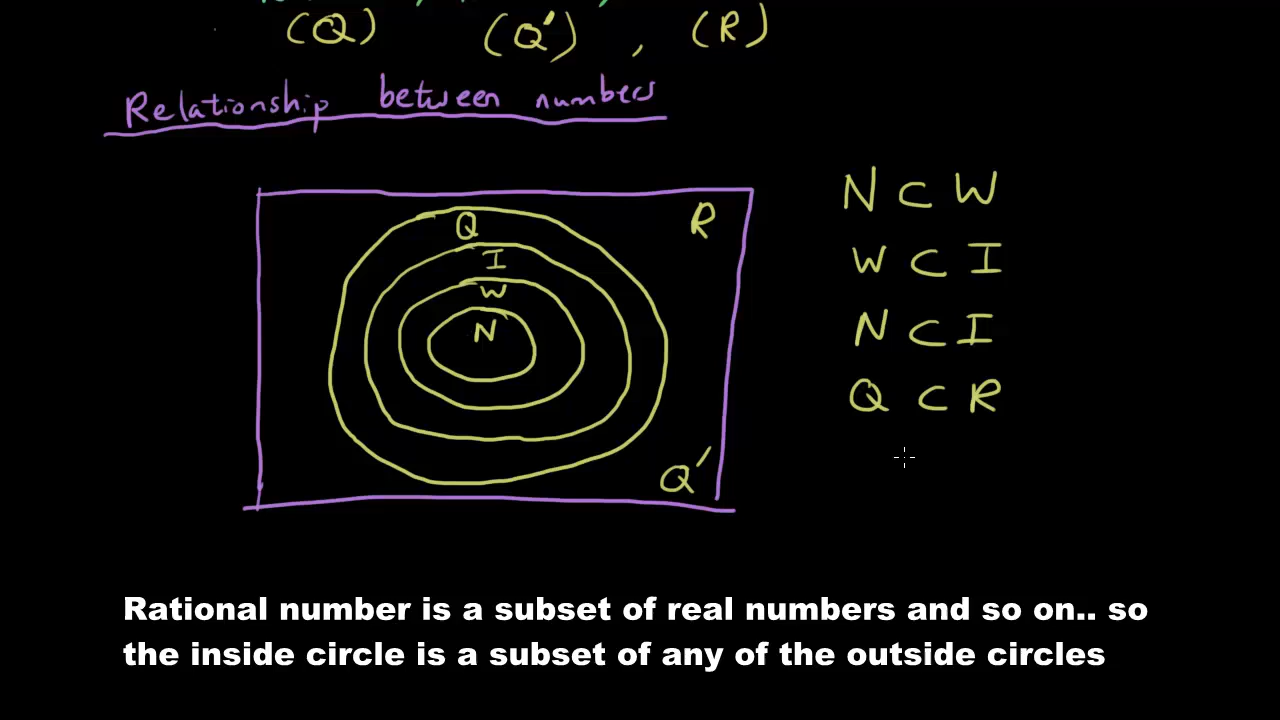 (Q) (Q') , (R)
Relationship between numbers
N ⊂ W
R
Q
I
W ⊂ I
W
N
N ⊂ I
Q ⊂ R
Q'
Rational number is a subset of real numbers and so on.. so
the inside circle is a subset of any of the outside circles